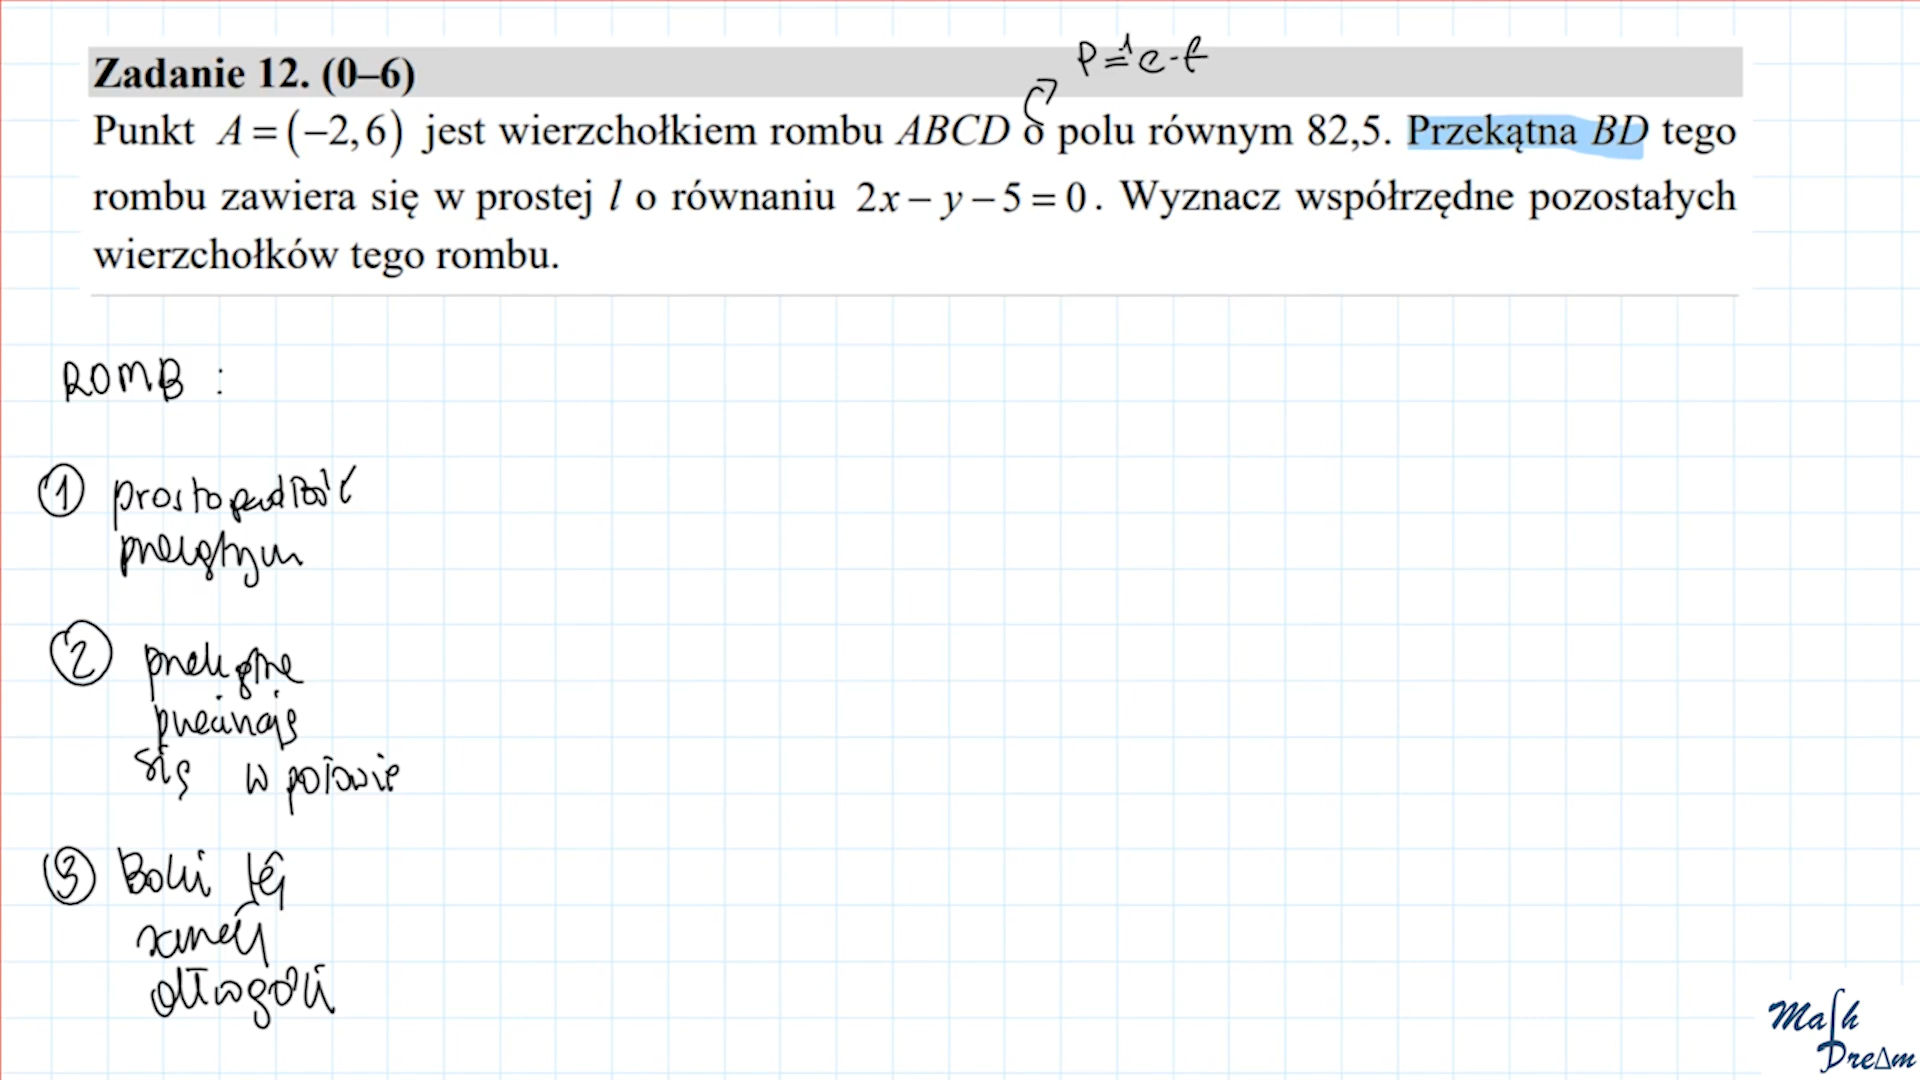 P=½e·f
Zadanie 12. (0–6)
Punkt A=(−2,6) jest wierzchołkiem rombu ABCD o polu równym 82,5. Przekątna BD tego
rombu zawiera się w prostej l o równaniu 2x−y−5=0. Wyznacz współrzędne pozostałych
wierzchołków tego rombu.
ROMB :
① prostopadłość
przekątnych
② przekątne
przecinają
się w połowie
③ Boki tej
samej
długości
Math
Dream